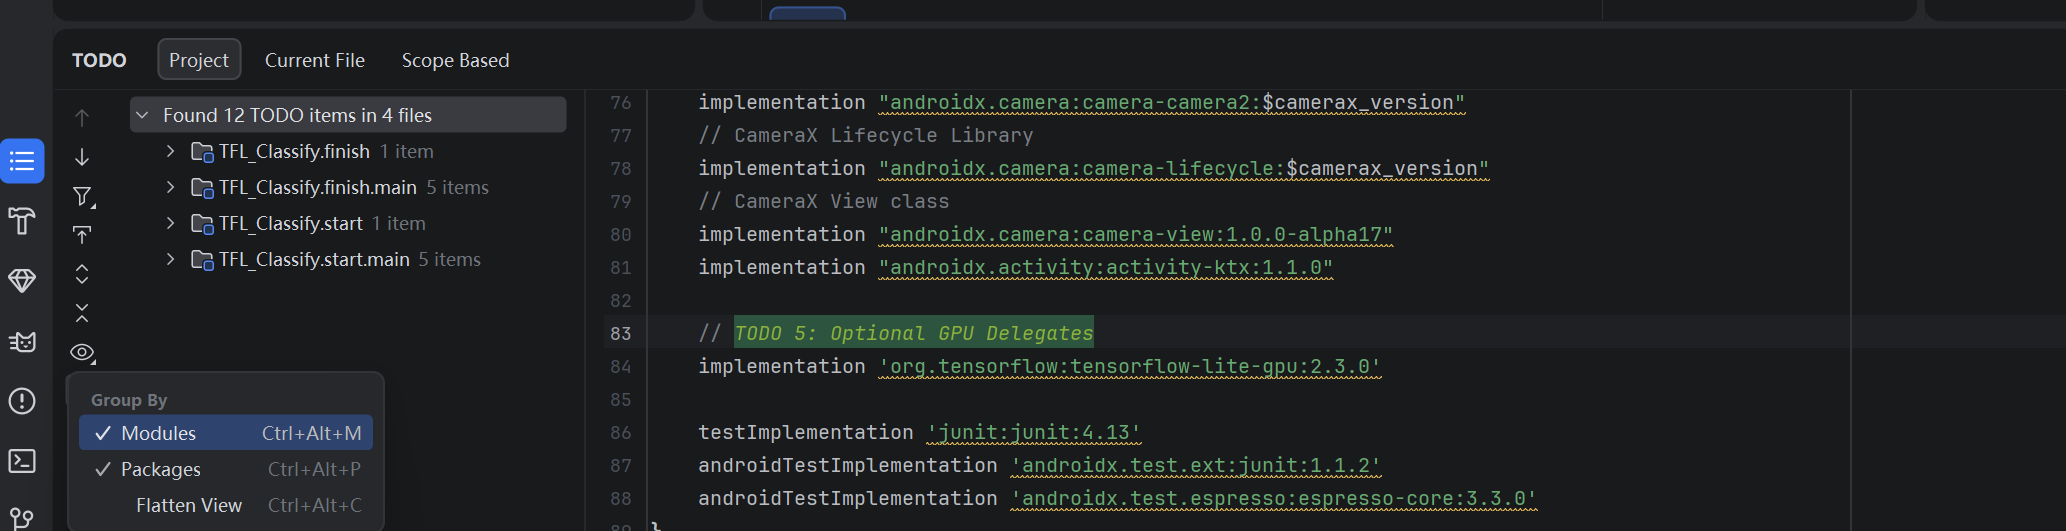 TODO Project Current File Scope Based
Found 12 TODO items in 4 files
TFL_Classify.finish 1 item
TFL_Classify.finish.main 5 items
TFL_Classify.start 1 item
TFL_Classify.start.main 5 items
Group By
Modules Ctrl+Alt+M
Packages Ctrl+Alt+P
Flatten View Ctrl+Alt+C
76 implementation "androidx.camera:camera-camera2:$camerax_version"
77 // CameraX Lifecycle Library
78 implementation "androidx.camera:camera-lifecycle:$camerax_version"
79 // CameraX View class
80 implementation "androidx.camera:camera-view:1.0.0-alpha17"
81 implementation "androidx.activity:activity-ktx:1.1.0"
82
83 // TODO 5: Optional GPU Delegates
84 implementation 'org.tensorflow:tensorflow-lite-gpu:2.3.0'
85
86 testImplementation 'junit:junit:4.13'
87 androidTestImplementation 'androidx.test.ext:junit:1.1.2'
88 androidTestImplementation 'androidx.test.espresso:espresso-core:3.3.0'
89 }